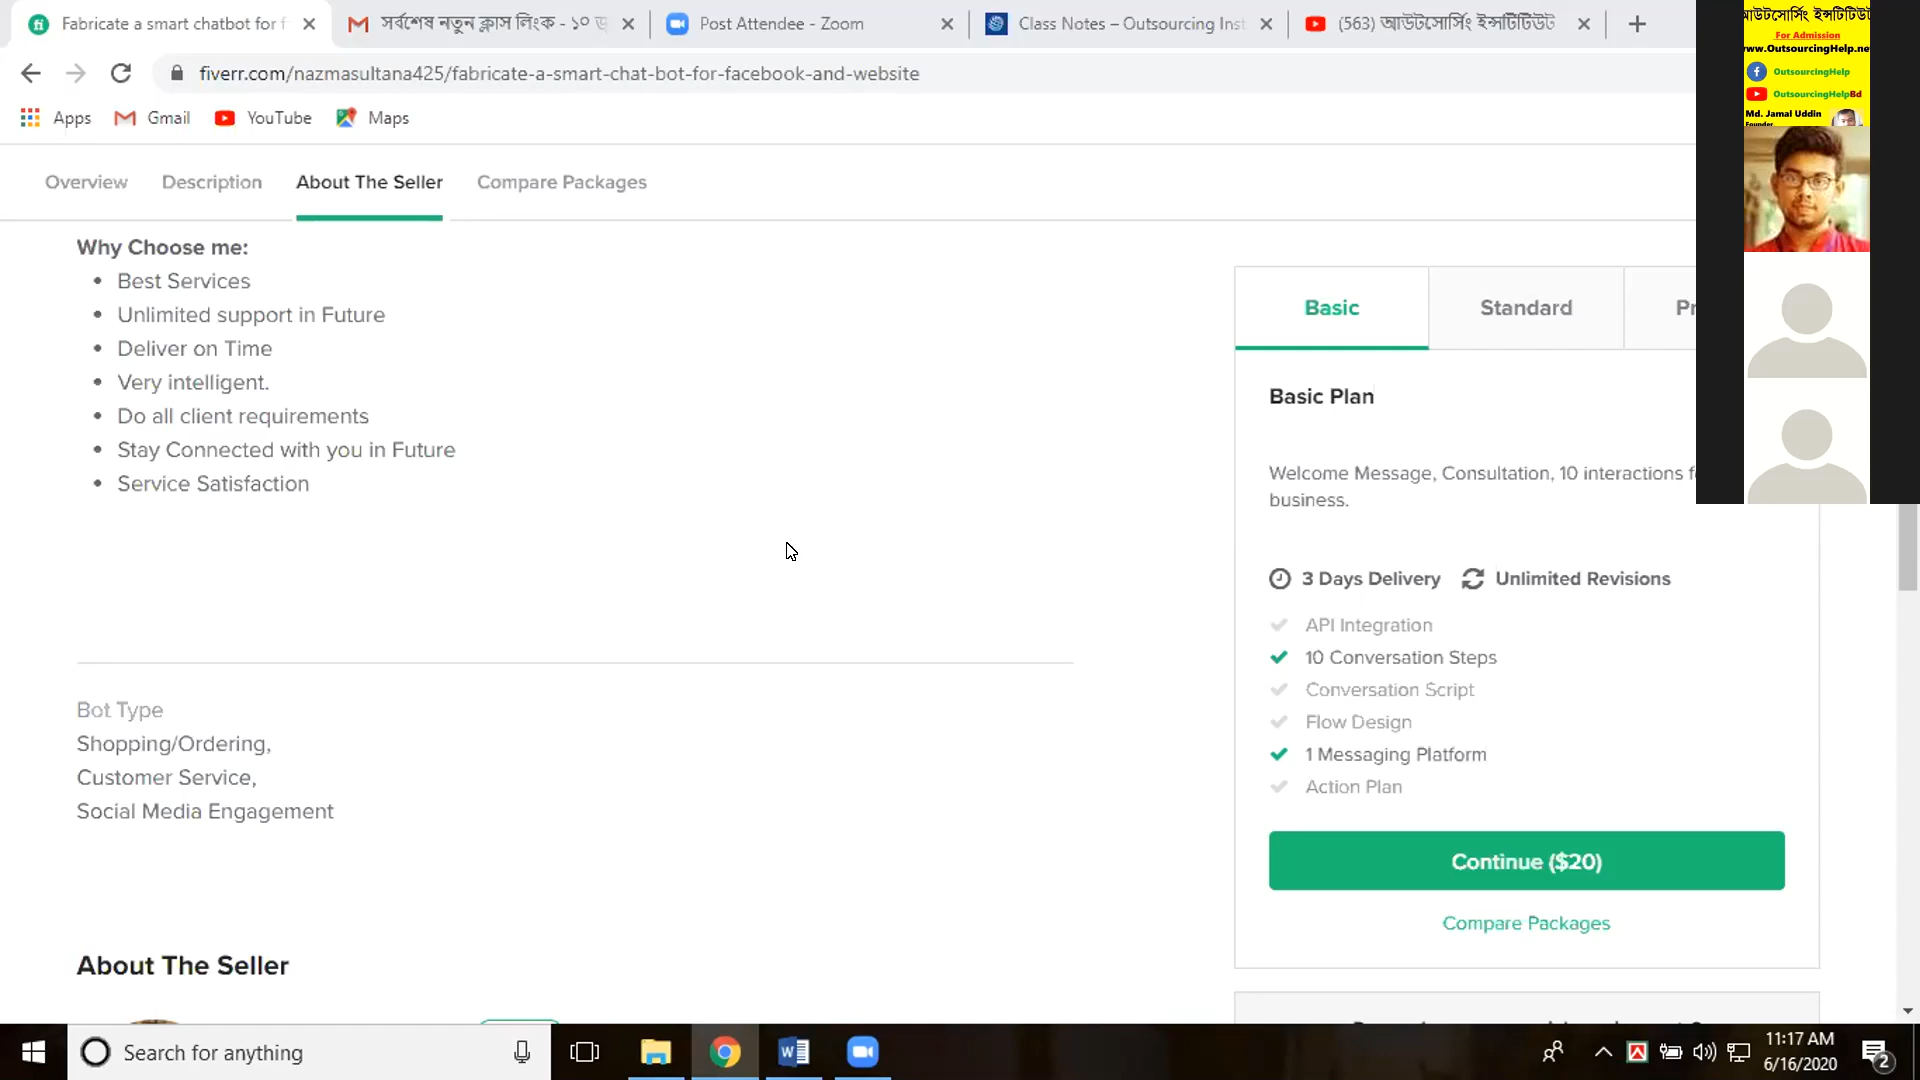 Fabricate a smart chatbot for f
সর্বশেষ নতুন ক্লাস লিংক - ১০ জ
Post Attendee - Zoom
Class Notes – Outsourcing Inst
(563) আউটসোর্সিং ইন্সটিটিউট
fiverr.com/nazmasultana425/fabricate-a-smart-chat-bot-for-facebook-and-website
Apps
Gmail
YouTube
Maps
আউটসোর্সিং ইন্সটিটিউট
For Admission
www.OutsourcingHelp.ne
OutsourcingHelp
OutsourcingHelpBd
Md. Jamal Uddin
Founder
Overview
Description
About The Seller
Compare Packages
Why Choose me:
• Best Services
• Unlimited support in Future
• Deliver on Time
• Very intelligent.
• Do all client requirements
• Stay Connected with you in Future
• Service Satisfaction
Bot Type
Shopping/Ordering,
Customer Service,
Social Media Engagement
About The Seller
Basic
Standard
Pr
Basic Plan
Welcome Message, Consultation, 10 interactions f
business.
3 Days Delivery
Unlimited Revisions
API Integration
10 Conversation Steps
Conversation Script
Flow Design
1 Messaging Platform
Action Plan
Continue ($20)
Compare Packages
Search for anything
11:17 AM
6/16/2020
2